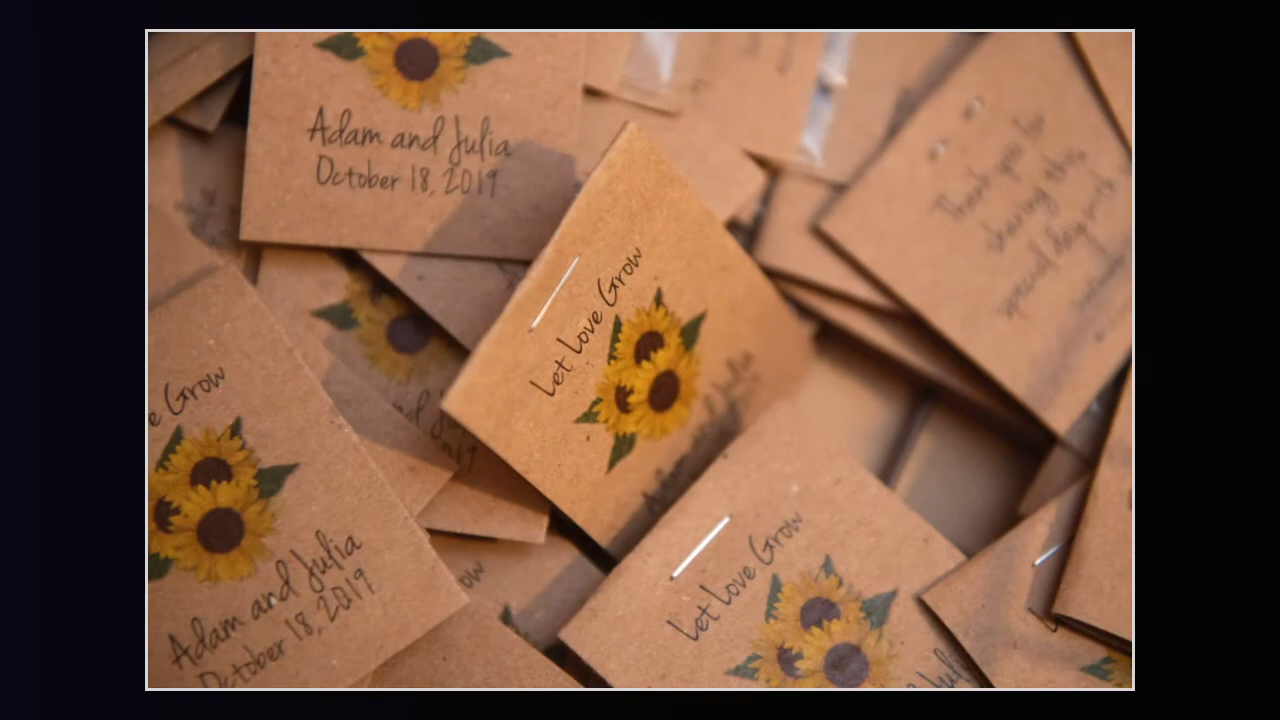 Adam and Julia
October 18, 2019
Thank you for
sharing this
special day with
Let Love Grow
Grow
Adam and Julia
October 18, 2019
Let Love Grow